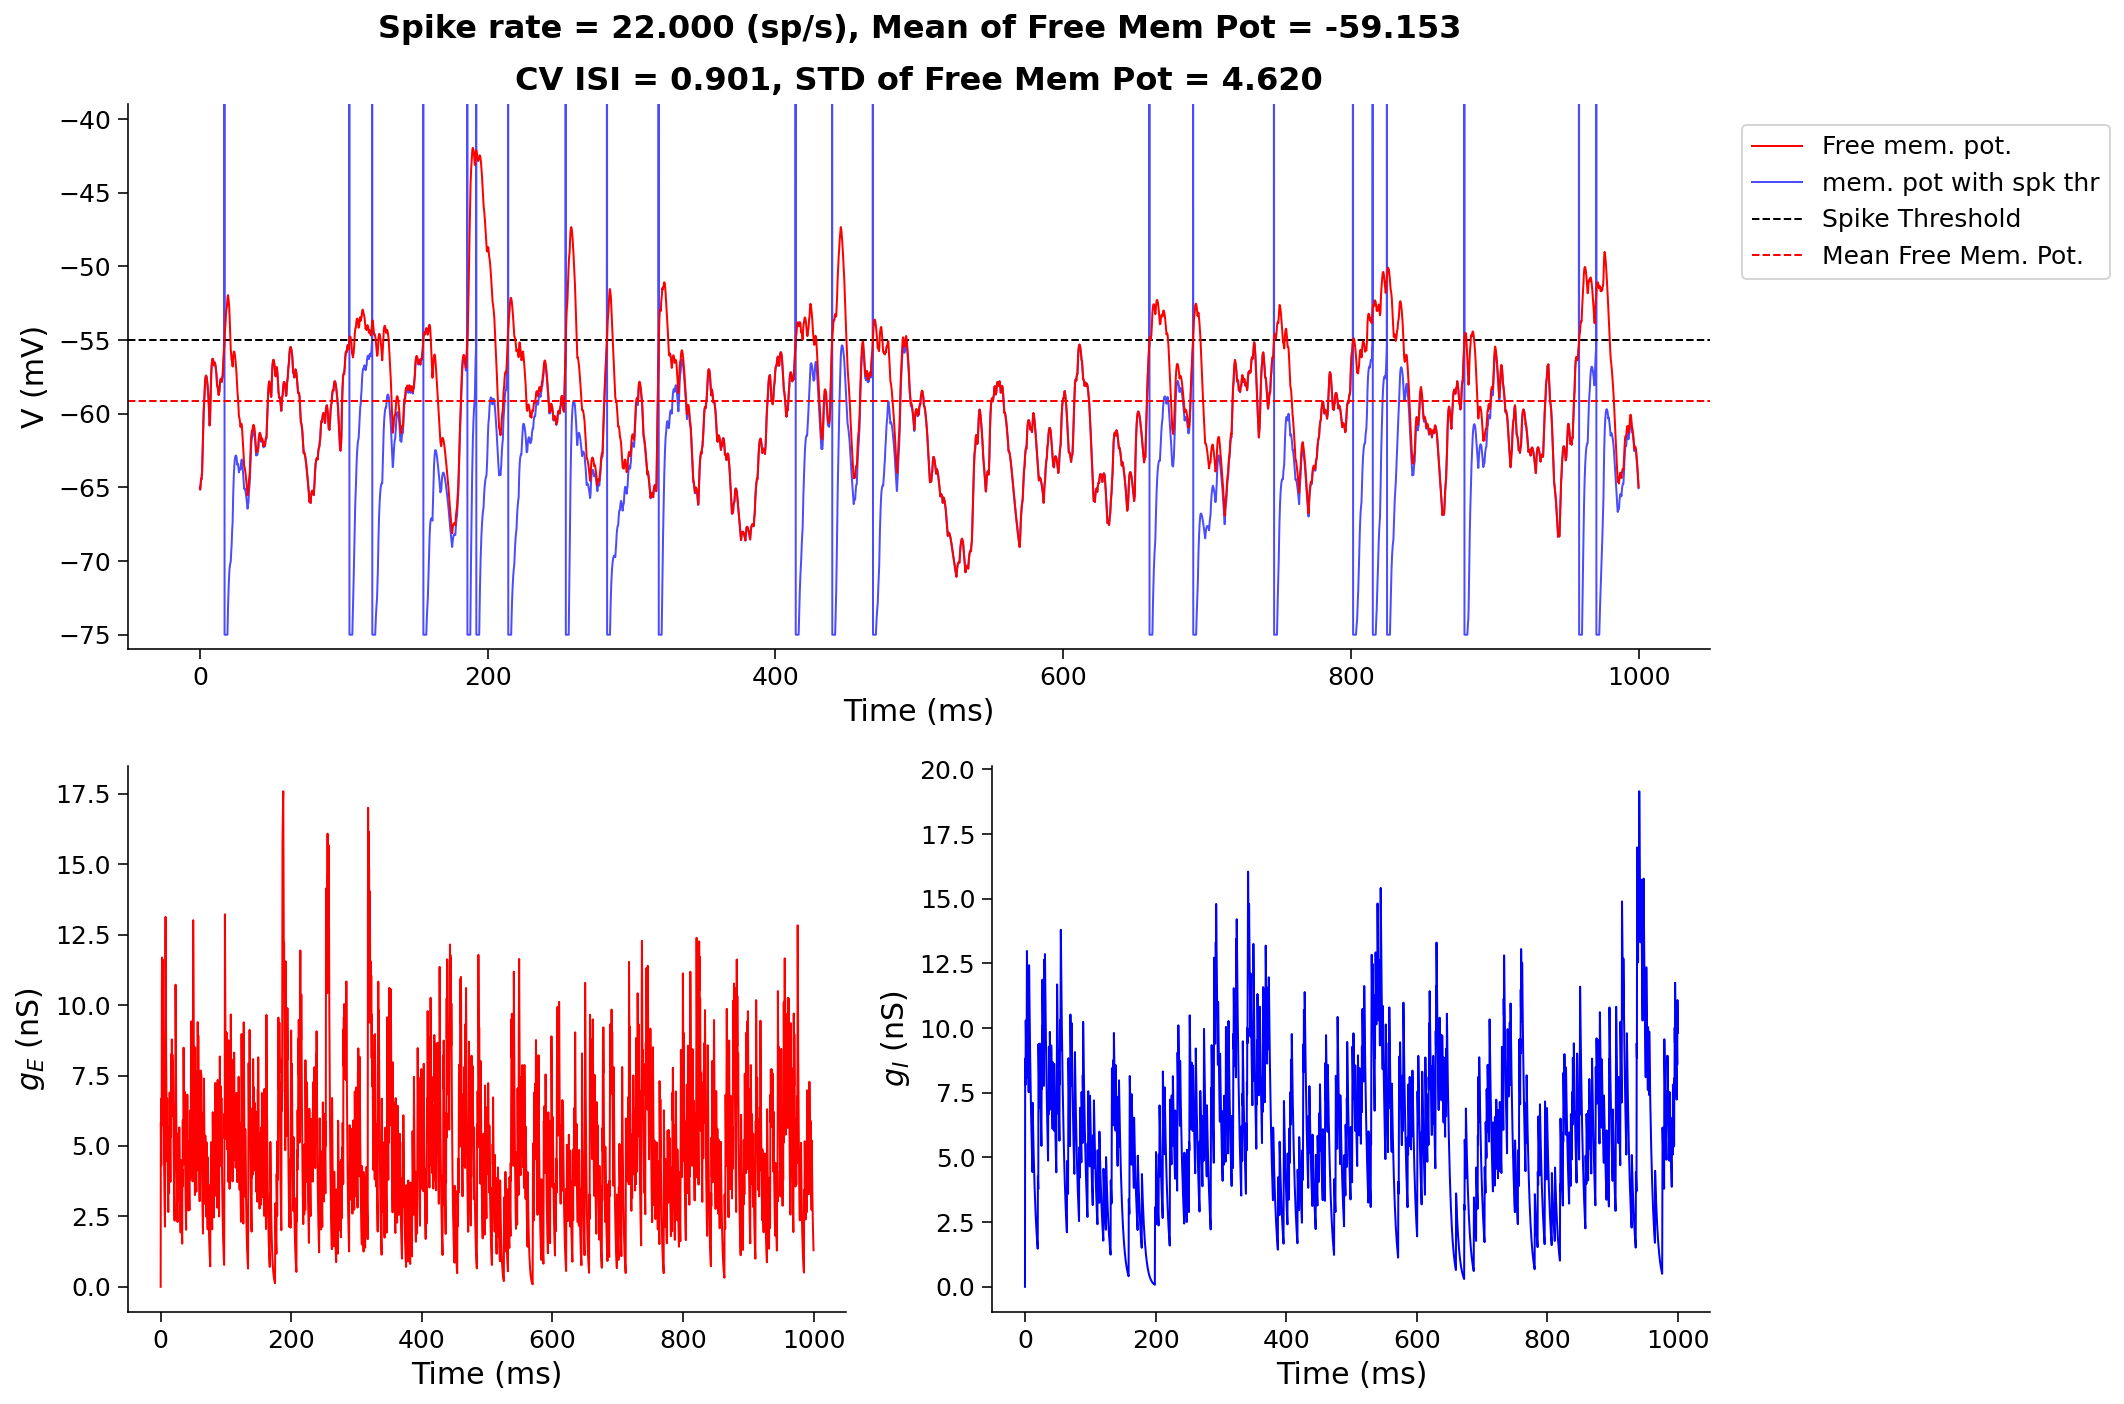 Spike rate = 22.000 (sp/s), Mean of Free Mem Pot = -59.153
CV ISI = 0.901, STD of Free Mem Pot = 4.620
V (mV)
−40
−45
−50
−55
−60
−65
−70
−75
0 200 400 600 800 1000
Time (ms)
Free mem. pot.
mem. pot with spk thr
Spike Threshold
Mean Free Mem. Pot.
g_E (nS)
17.5
15.0
12.5
10.0
7.5
5.0
2.5
0.0
0 200 400 600 800 1000
Time (ms)
g_I (nS)
20.0
17.5
15.0
12.5
10.0
7.5
5.0
2.5
0.0
0 200 400 600 800 1000
Time (ms)